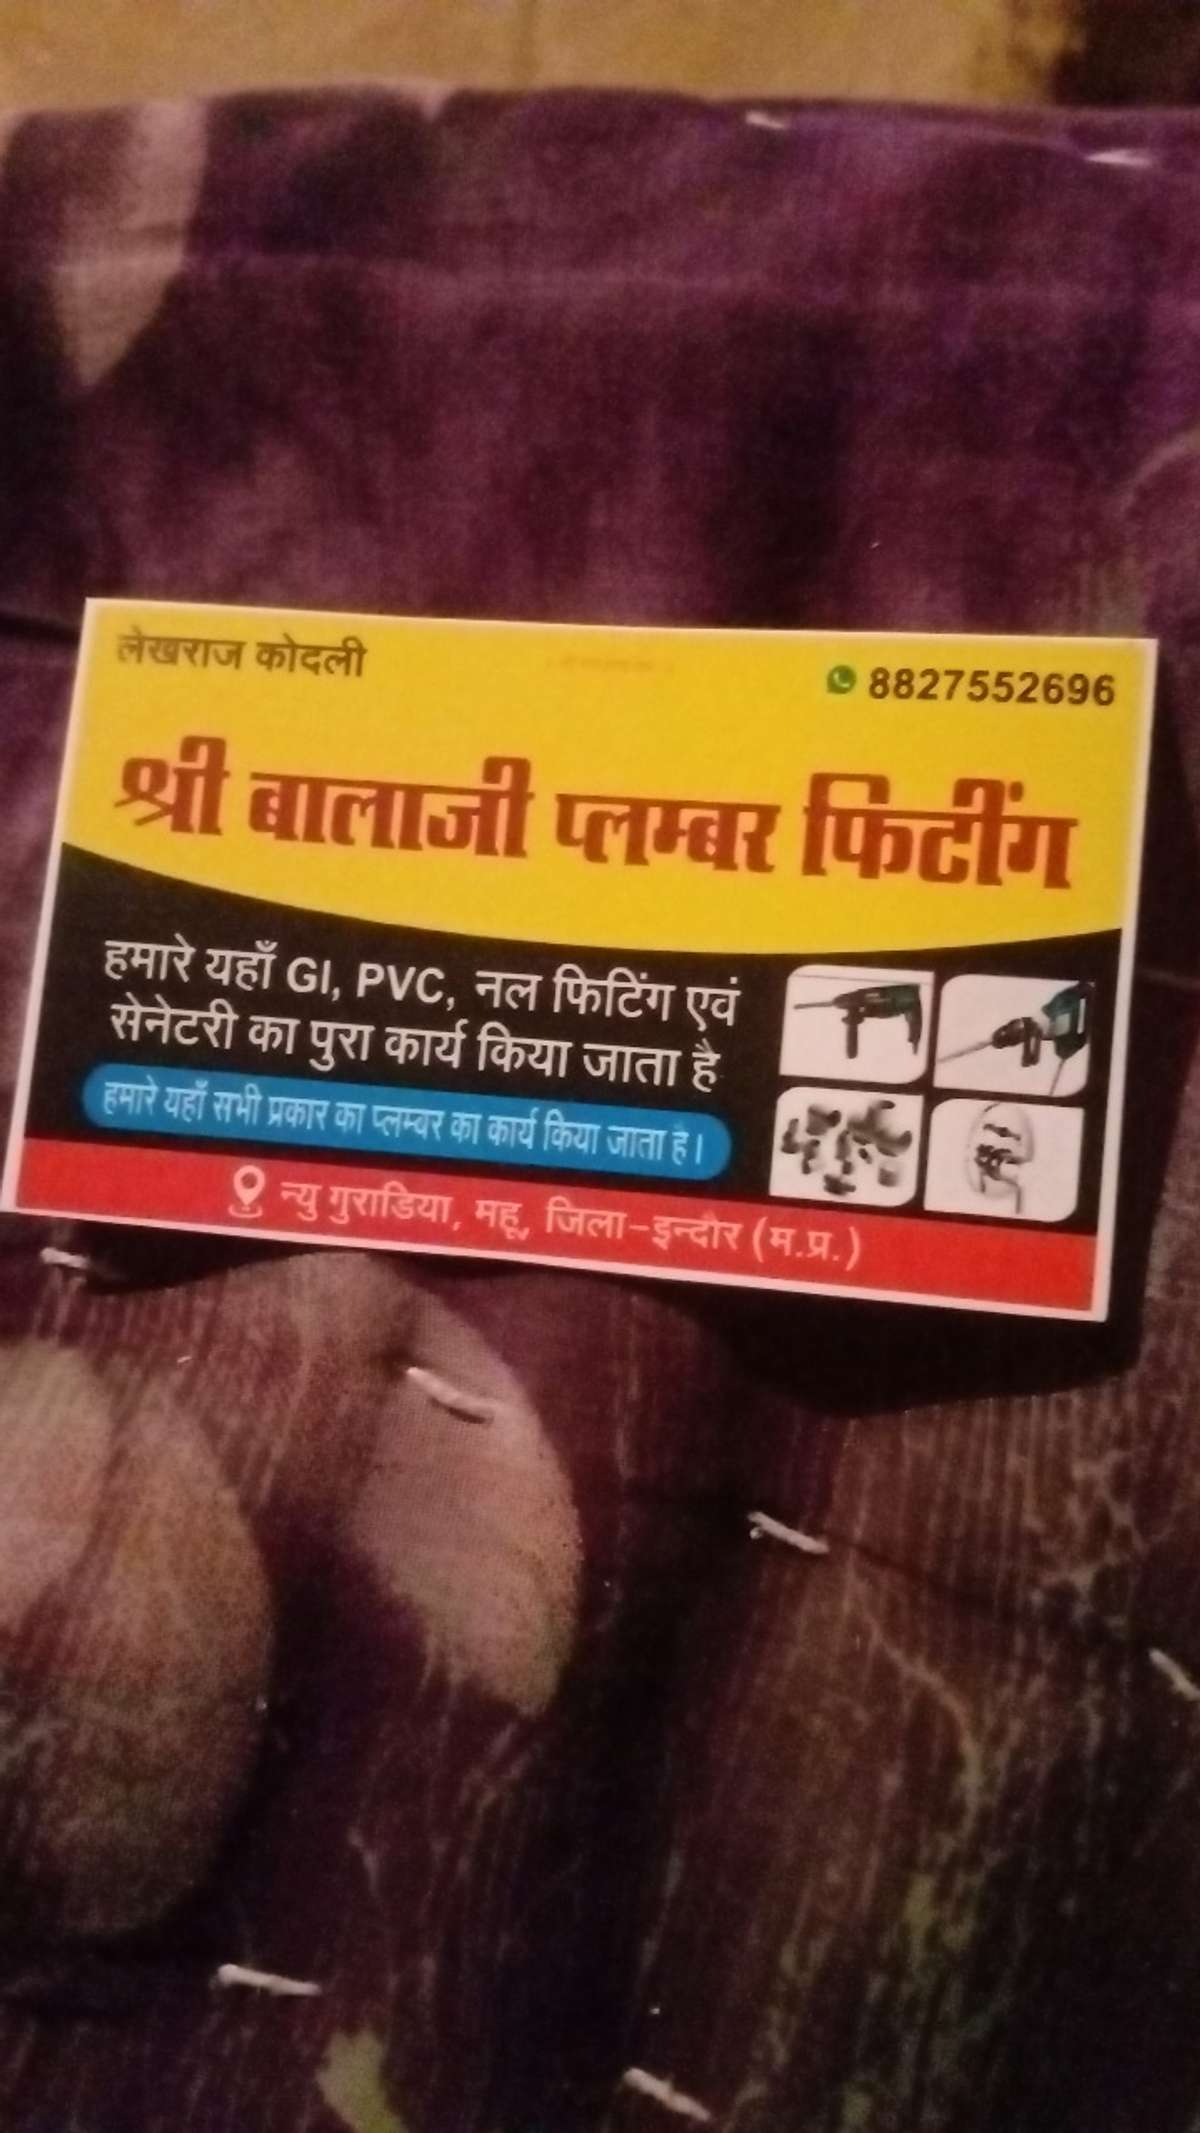 लेखराज कोदली
8827552696
श्री बालाजी प्लम्बर फिटींग
हमारे यहाँ GI, PVC, नल फिटिंग एवं
सेनेटरी का पुरा कार्य किया जाता है
हमारे यहाँ सभी प्रकार का प्लम्बर का कार्य किया जाता है।
न्यु गुराडिया, महू, जिला-इन्दौर (म.प्र.)